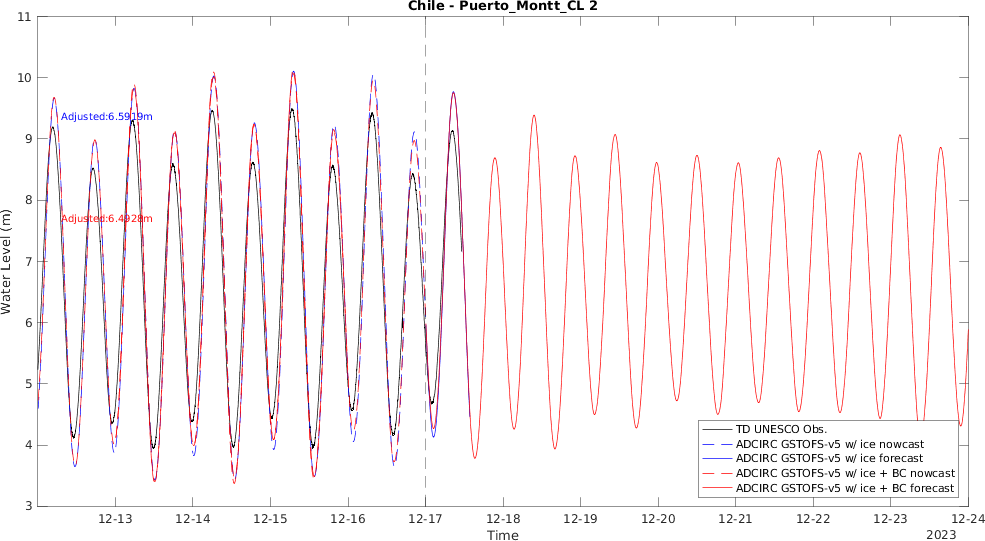 Chile - Puerto_Montt_CL 2
Water Level (m)
11
10
9
8
7
6
5
4
3
Adjusted:6.5919m
Adjusted:6.4928m
TD UNESCO Obs.
ADCIRC GSTOFS-v5 w/ ice nowcast
ADCIRC GSTOFS-v5 w/ ice forecast
ADCIRC GSTOFS-v5 w/ ice + BC nowcast
ADCIRC GSTOFS-v5 w/ ice + BC forecast
12-13 12-14 12-15 12-16 12-17 12-18 12-19 12-20 12-21 12-22 12-23 12-24
Time
2023